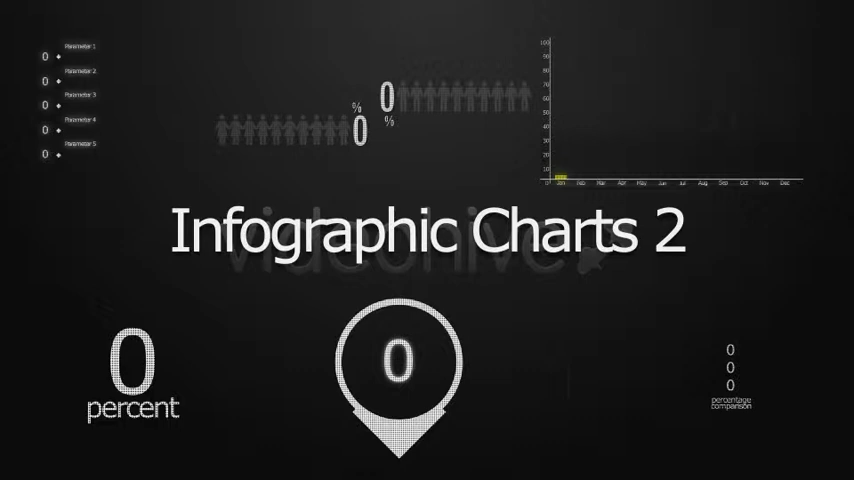 0 Parameter 1
0 Parameter 2
0 Parameter 3
0 Parameter 4
0 Parameter 5
0
%
%
0
100
90
80
70
60
50
40
30
20
10
0
Jan Feb Mar Apr May Jun Jul Aug Sep Oct Nov Dec
Infographic Charts 2
videohive
0
percent
0
0
0
0
percentage
comparison